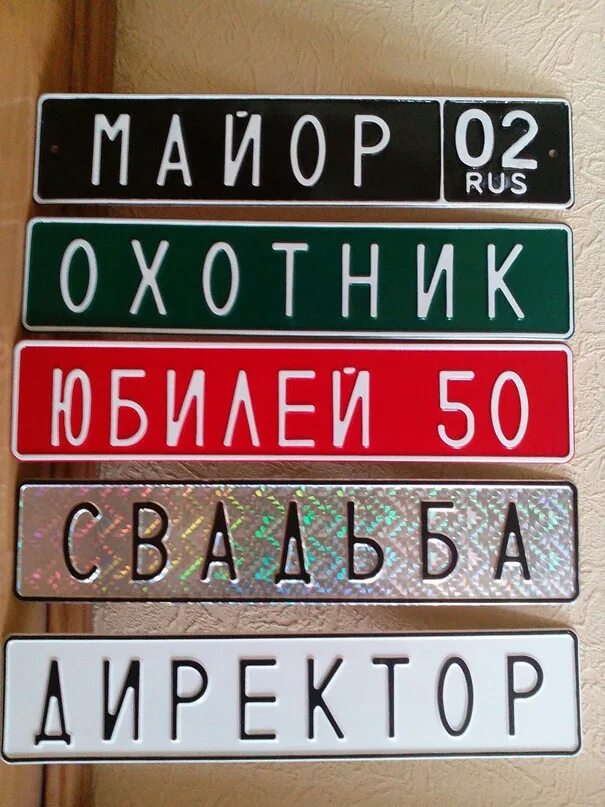 МАЙОР 02
RUS
ОХОТНИК
ЮБИЛЕЙ 50
СВАДЬБА
ДИРЕКТОР